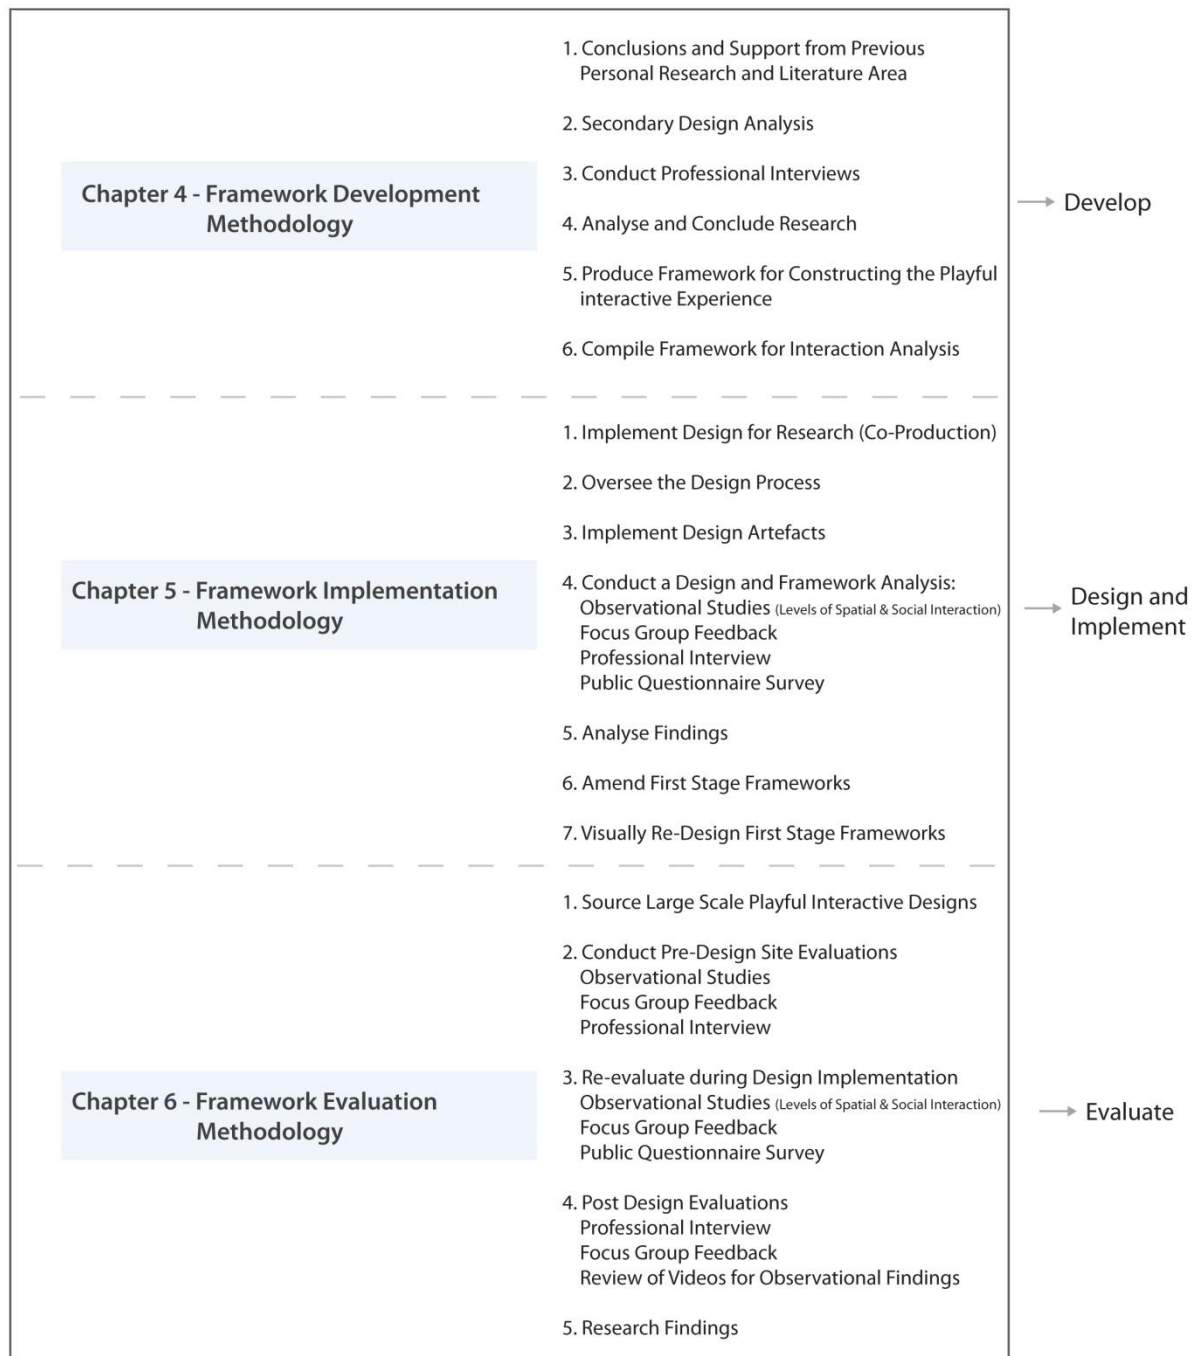 1. Conclusions and Support from Previous
Personal Research and Literature Area
2. Secondary Design Analysis
3. Conduct Professional Interviews
Chapter 4 - Framework Development
Methodology
4. Analyse and Conclude Research
5. Produce Framework for Constructing the Playful
interactive Experience
6. Compile Framework for Interaction Analysis
Develop
1. Implement Design for Research (Co-Production)
2. Oversee the Design Process
3. Implement Design Artefacts
Chapter 5 - Framework Implementation
Methodology
4. Conduct a Design and Framework Analysis:
Observational Studies (Levels of Spatial & Social Interaction)
Focus Group Feedback
Professional Interview
Public Questionnaire Survey
5. Analyse Findings
6. Amend First Stage Frameworks
7. Visually Re-Design First Stage Frameworks
Design and
Implement
1. Source Large Scale Playful Interactive Designs
2. Conduct Pre-Design Site Evaluations
Observational Studies
Focus Group Feedback
Professional Interview
Chapter 6 - Framework Evaluation
Methodology
3. Re-evaluate during Design Implementation
Observational Studies (Levels of Spatial & Social Interaction)
Focus Group Feedback
Public Questionnaire Survey
4. Post Design Evaluations
Professional Interview
Focus Group Feedback
Review of Videos for Observational Findings
5. Research Findings
Evaluate